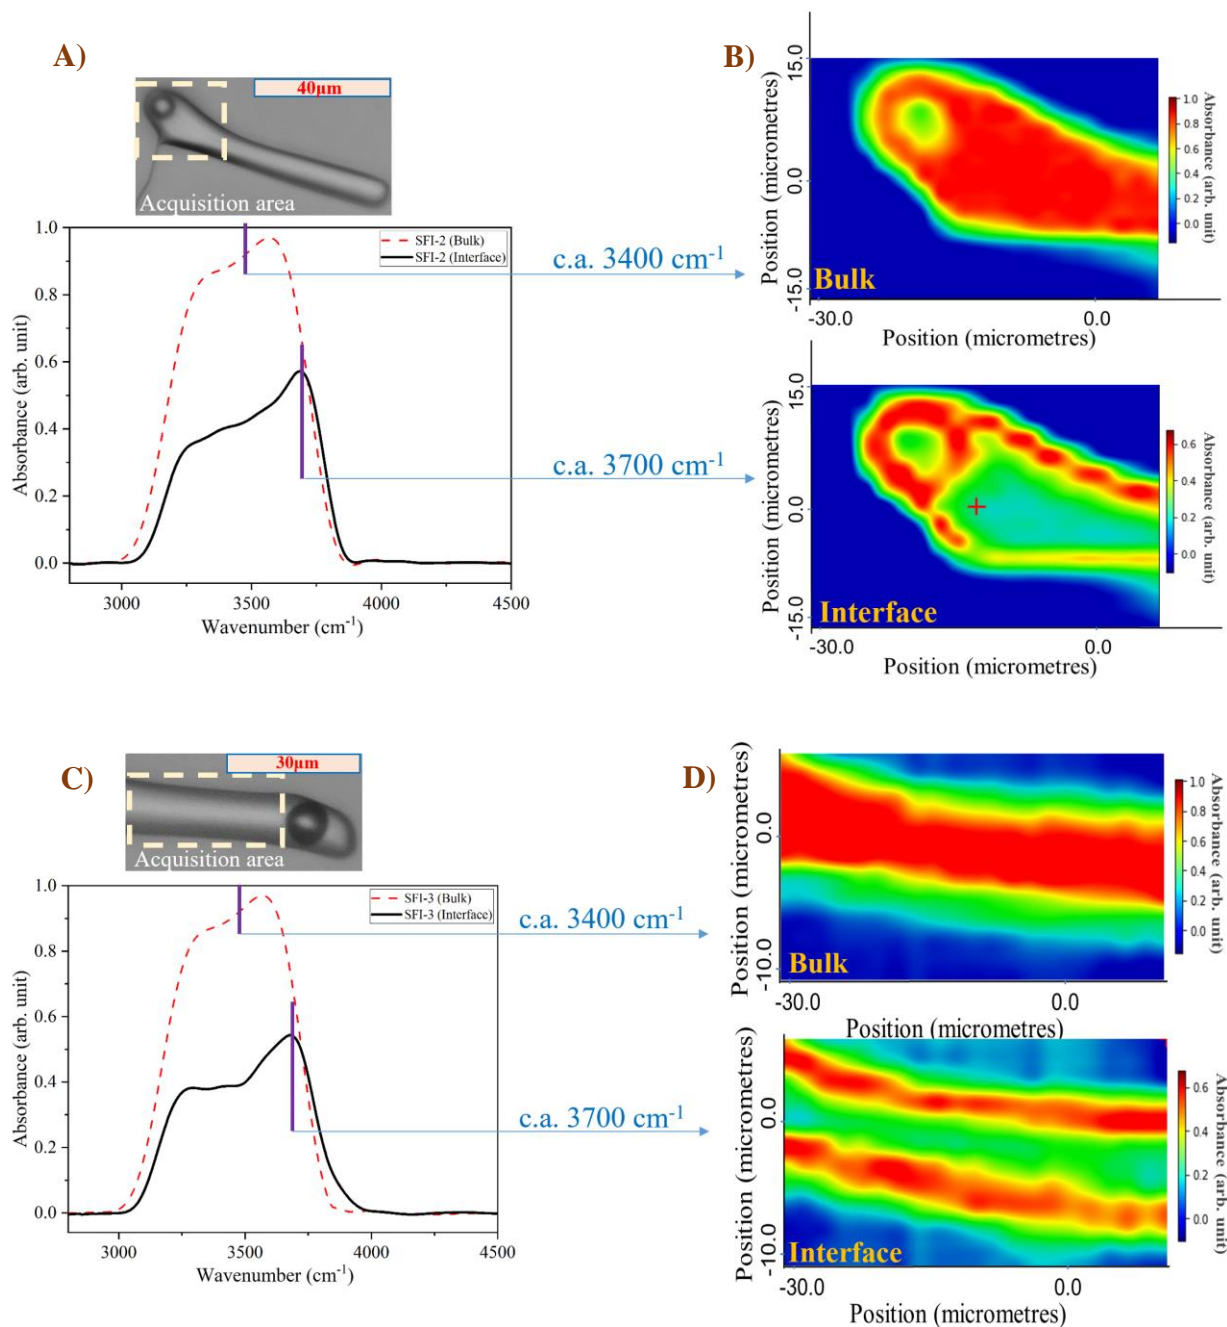 A)
40µm
Acquisition area
1.0
0.8
0.6
0.4
0.2
0.0
Absorbance (arb. unit)
SFI-2 (Bulk)
SFI-2 (Interface)
3000
3500
4000
4500
Wavenumber (cm-1)
c.a. 3400 cm-1
c.a. 3700 cm-1
B)
15.0
0.0
-15.0
Position (micrometres)
Bulk
-30.0
0.0
Position (micrometres)
1.0
0.8
0.6
0.4
0.2
0.0
Absorbance (arb. unit)
15.0
0.0
-15.0
Position (micrometres)
Interface
-30.0
0.0
Position (micrometres)
0.6
0.4
0.2
0.0
Absorbance (arb. unit)
C)
30µm
Acquisition area
1.0
0.8
0.6
0.4
0.2
0.0
Absorbance (arb. unit)
SFI-3 (Bulk)
SFI-3 (Interface)
3000
3500
4000
4500
Wavenumber (cm-1)
c.a. 3400 cm-1
c.a. 3700 cm-1
D)
0.0
-10.0
Position (micrometres)
Bulk
-30.0
0.0
Position (micrometres)
1.0
0.8
0.6
0.4
0.2
0.0
Absorbance (arb. unit)
0.0
-10.0
Position (micrometres)
Interface
-30.0
0.0
Position (micrometres)
0.6
0.4
0.2
0.0
Absorbance (arb. unit)